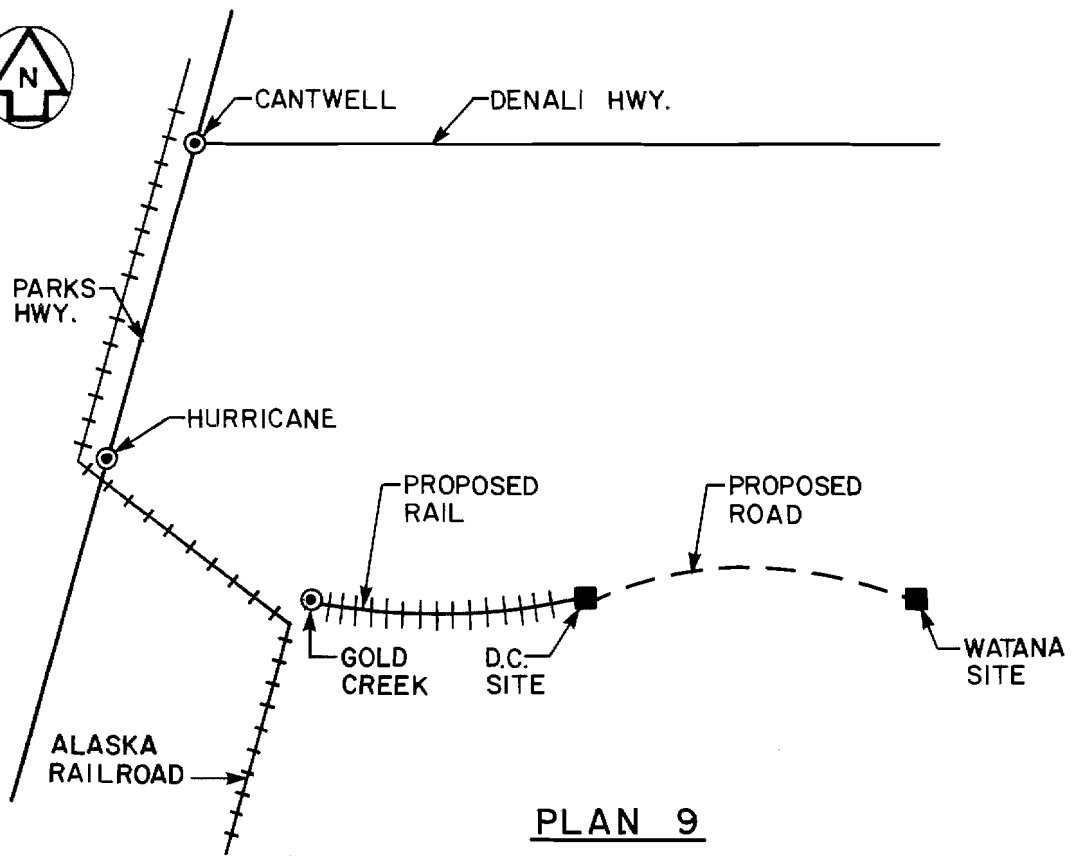 N
CANTWELL
DENALI HWY.
PARKS
HWY.
HURRICANE
PROPOSED
RAIL
PROPOSED
ROAD
GOLD
CREEK
D.C.
SITE
WATANA
SITE
ALASKA
RAILROAD
PLAN 9